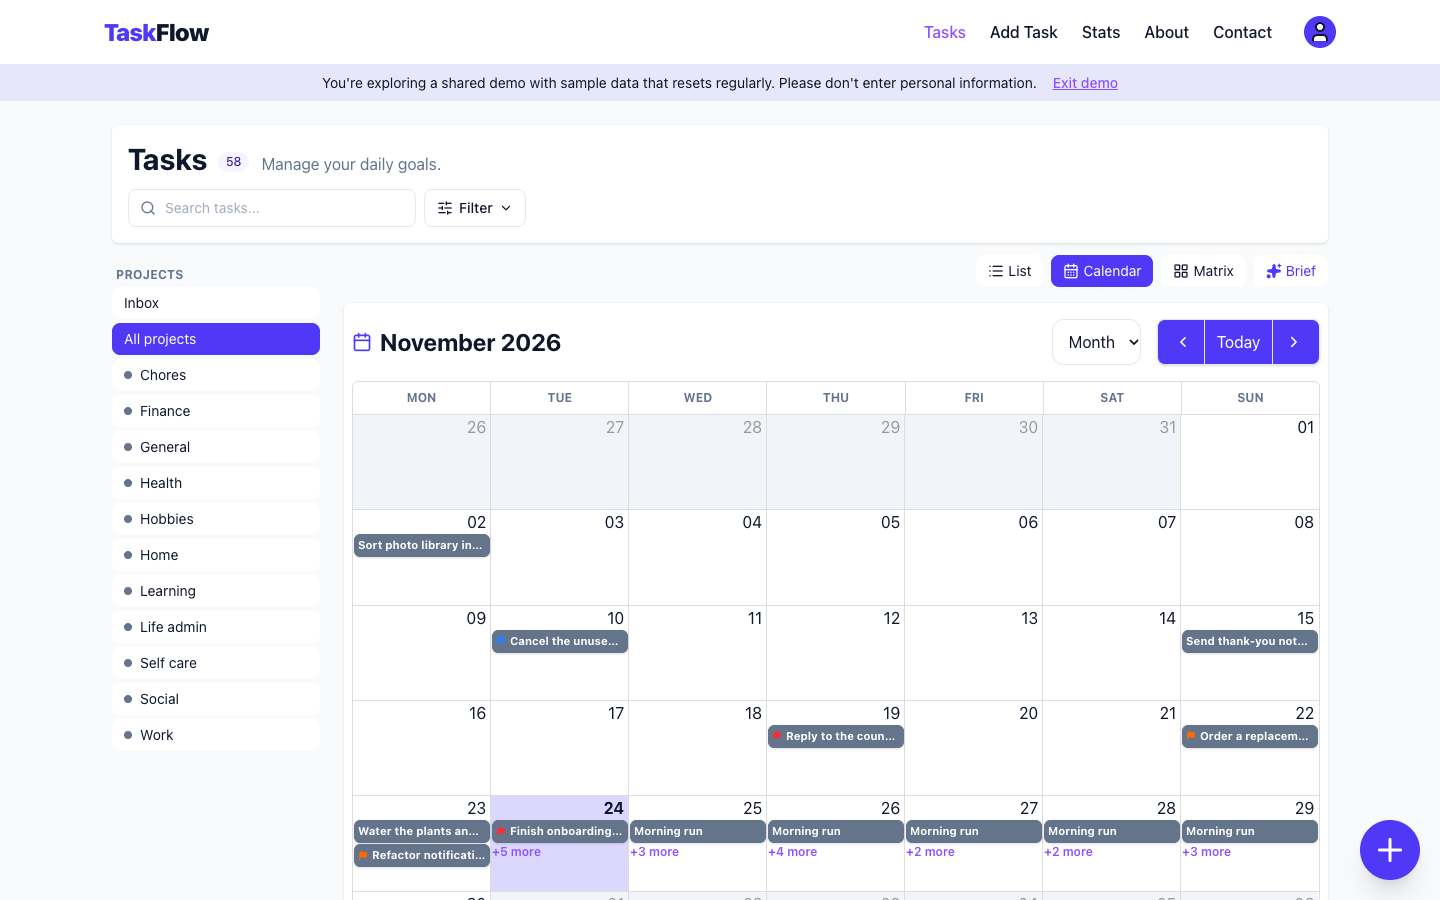 TaskFlow
Tasks Add Task Stats About Contact
You're exploring a shared demo with sample data that resets regularly. Please don't enter personal information. Exit demo
Tasks 58 Manage your daily goals.
Search tasks...
Filter
PROJECTS
Inbox
All projects
Chores
Finance
General
Health
Hobbies
Home
Learning
Life admin
Self care
Social
Work
List Calendar Matrix Brief
November 2026
Month
Today
MON TUE WED THU FRI SAT SUN
26 27 28 29 30 31 01
02 03 04 05 06 07 08
Sort photo library in...
09 10 11 12 13 14 15
Cancel the unuse... Send thank-you not...
16 17 18 19 20 21 22
Reply to the coun... Order a replacem...
23 24 25 26 27 28 29
Water the plants an... Finish onboarding... Morning run Morning run Morning run Morning run Morning run
Refactor notificati... +5 more +3 more +4 more +2 more +2 more +3 more